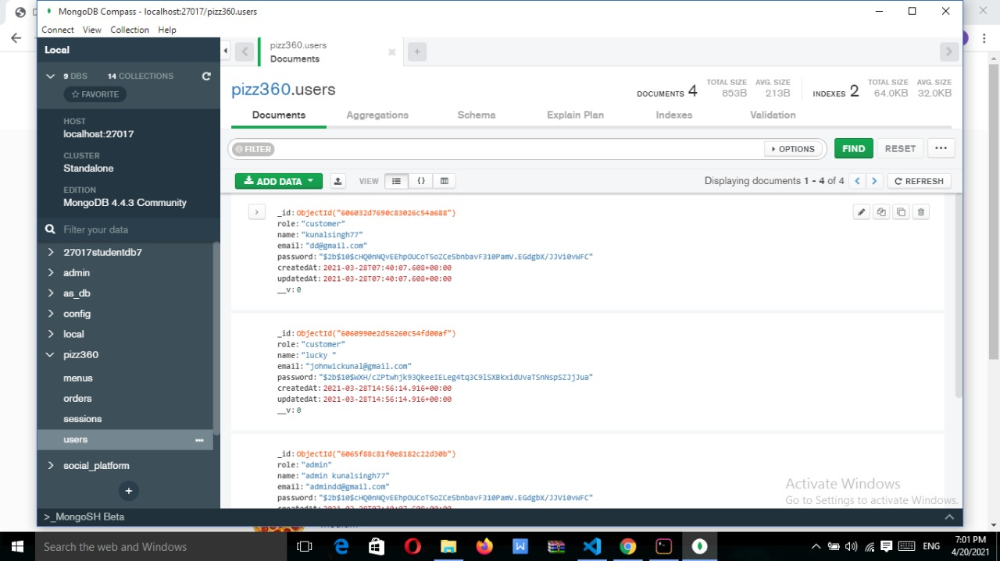 MongoDB Compass - localhost:27017/pizz360.users
Connect View Collection Help
Local
9 DBS 14 COLLECTIONS
FAVORITE
HOST
localhost:27017
CLUSTER
Standalone
EDITION
MongoDB 4.4.3 Community
Filter your data
27017studentdb7
admin
as_db
config
local
pizz360
menus
orders
sessions
users
social_platform
>_MongoSH Beta
pizz360.users
Documents
pizz360.users
DOCUMENTS 4
TOTAL SIZE 853B
AVG. SIZE 213B
INDEXES 2
TOTAL SIZE 64.0KB
AVG. SIZE 32.0KB
Documents Aggregations Schema Explain Plan Indexes Validation
FILTER
OPTIONS
FIND
RESET
ADD DATA
VIEW
{}
Displaying documents 1 - 4 of 4
REFRESH
_id: ObjectId("606032d7690c83026c54a688")
role: "customer"
name: "kunalsingh77"
email: "dd@gmail.com"
password: "$2b$10$cHQ0nNQvEEhpOUCoT5oZCe5bnbavF310PamV.EGdgbX/JJVi0vWFC"
createdAt: 2021-03-28T07:40:07.608+00:00
updatedAt: 2021-03-28T07:40:07.608+00:00
__v: 0
_id: ObjectId("6060990e2d56260c54fd00af")
role: "customer"
name: "lucky "
email: "johnwickunal@gmail.com"
password: "$2b$10$WXH/cZPtwhjk93QkeeIELeg4tq3C9lSXBkxidUvaTSnNspSZJjJua"
createdAt: 2021-03-28T14:56:14.916+00:00
updatedAt: 2021-03-28T14:56:14.916+00:00
__v: 0
_id: ObjectId("6065f88c81f0e8182c22d30b")
role: "admin"
name: "admin kunalsingh77"
email: "admindd@gmail.com"
password: "$2b$10$cHQ0nNQvEEhpOUCoT5oZCe5bnbavF310PamV.EGdgbX/JJVi0vWFC"
Activate Windows
Go to Settings to activate Windows.
Search the web and Windows
ENG
7:01 PM
4/20/2021